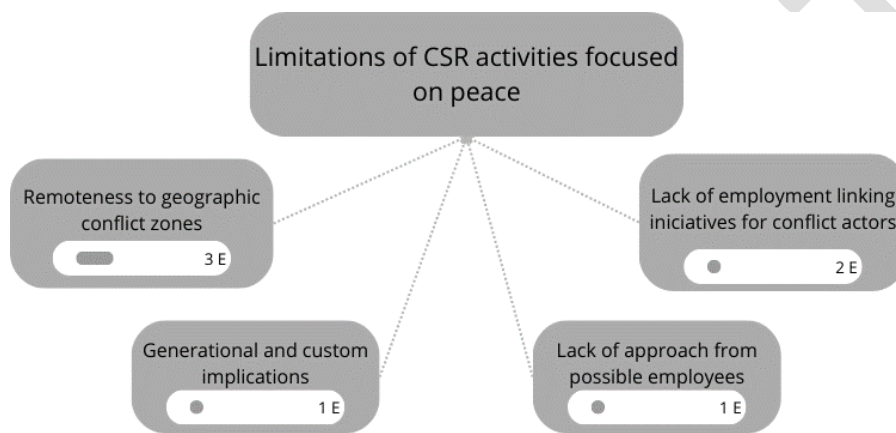 Limitations of CSR activities focused
on peace
Remoteness to geographic
conflict zones
3 E
Lack of employment linking
iniciatives for conflict actors
2 E
Generational and custom
implications
1 E
Lack of approach from
possible employees
1 E